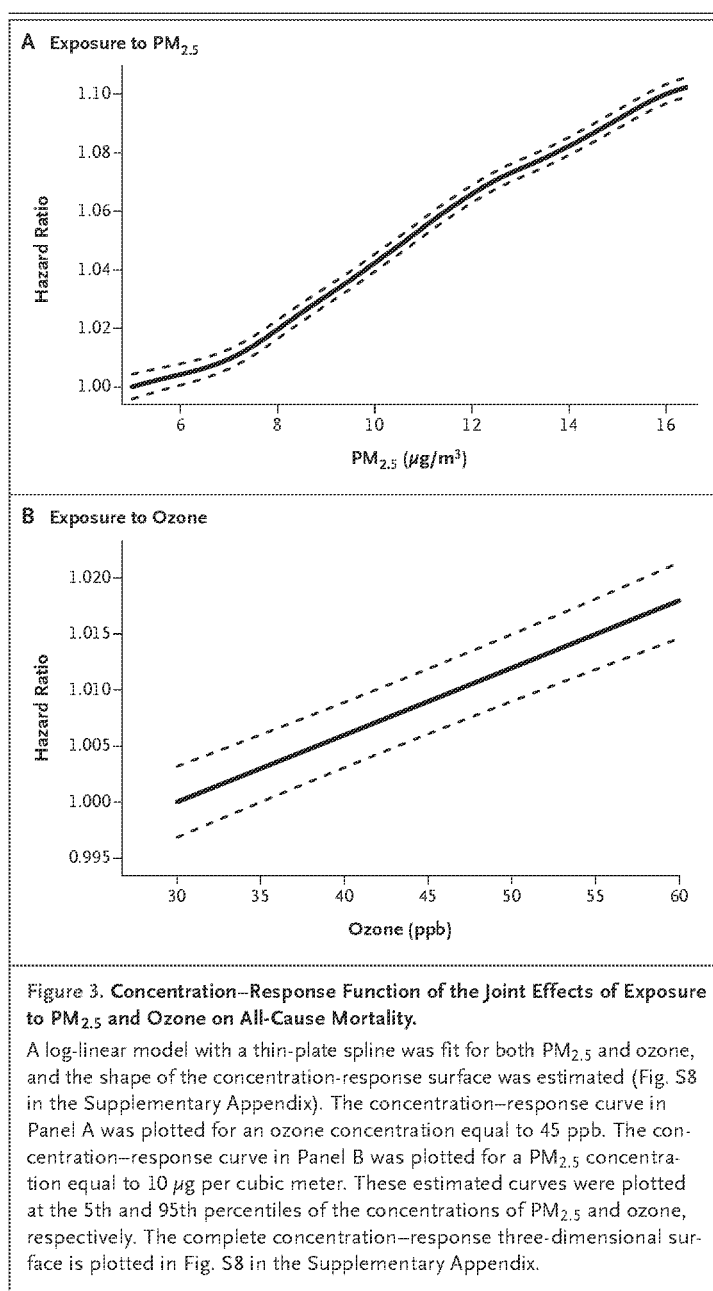 A Exposure to PM2.5
1.10
1.08
1.06
1.04
1.02
1.00
Hazard Ratio
6 8 10 12 14 16
PM2.5 (µg/m³)
B Exposure to Ozone
1.020
1.015
1.010
1.005
1.000
0.995
Hazard Ratio
30 35 40 45 50 55 60
Ozone (ppb)
Figure 3. Concentration–Response Function of the Joint Effects of Exposure
to PM2.5 and Ozone on All-Cause Mortality.
A log-linear model with a thin-plate spline was fit for both PM2.5 and ozone,
and the shape of the concentration-response surface was estimated (Fig. S8
in the Supplementary Appendix). The concentration–response curve in
Panel A was plotted for an ozone concentration equal to 45 ppb. The con-
centration–response curve in Panel B was plotted for a PM2.5 concentra-
tion equal to 10 µg per cubic meter. These estimated curves were plotted
at the 5th and 95th percentiles of the concentrations of PM2.5 and ozone,
respectively. The complete concentration–response three-dimensional sur-
face is plotted in Fig. S8 in the Supplementary Appendix.